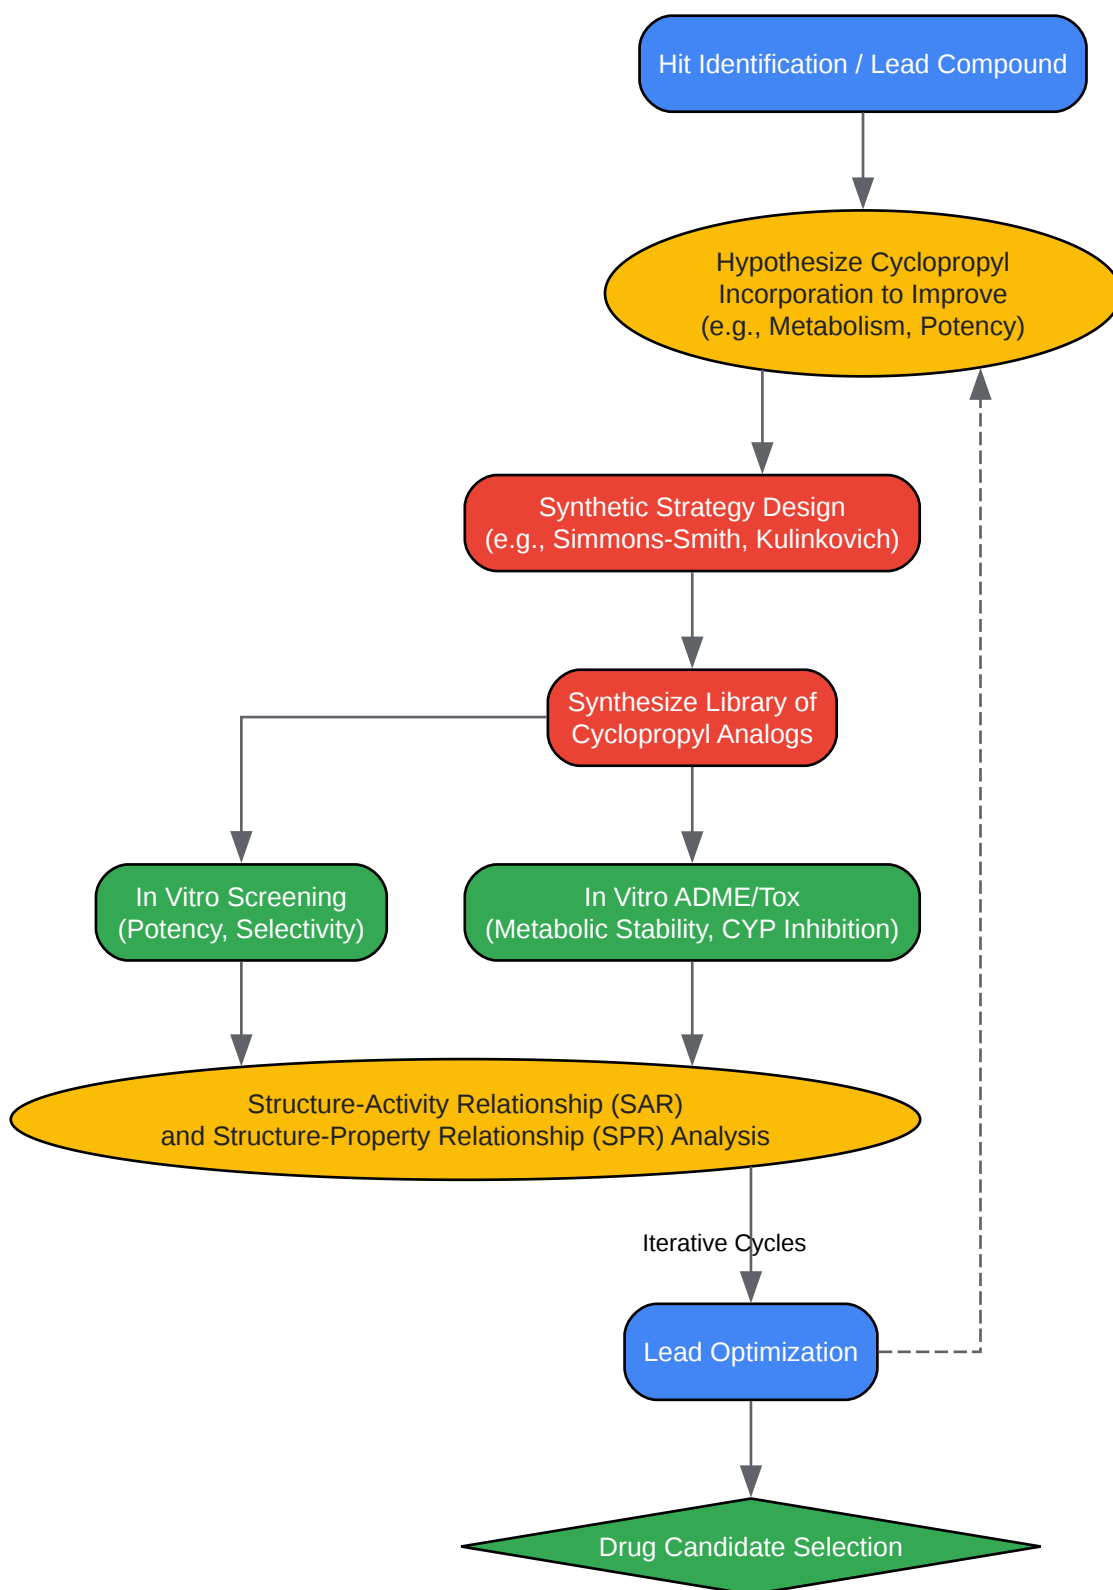 Hit Identification / Lead Compound
Hypothesize Cyclopropyl
Incorporation to Improve
(e.g., Metabolism, Potency)
Synthetic Strategy Design
(e.g., Simmons-Smith, Kulinkovich)
Synthesize Library of
Cyclopropyl Analogs
In Vitro Screening
(Potency, Selectivity)
In Vitro ADME/Tox
(Metabolic Stability, CYP Inhibition)
Structure-Activity Relationship (SAR)
and Structure-Property Relationship (SPR) Analysis
Iterative Cycles
Lead Optimization
Drug Candidate Selection